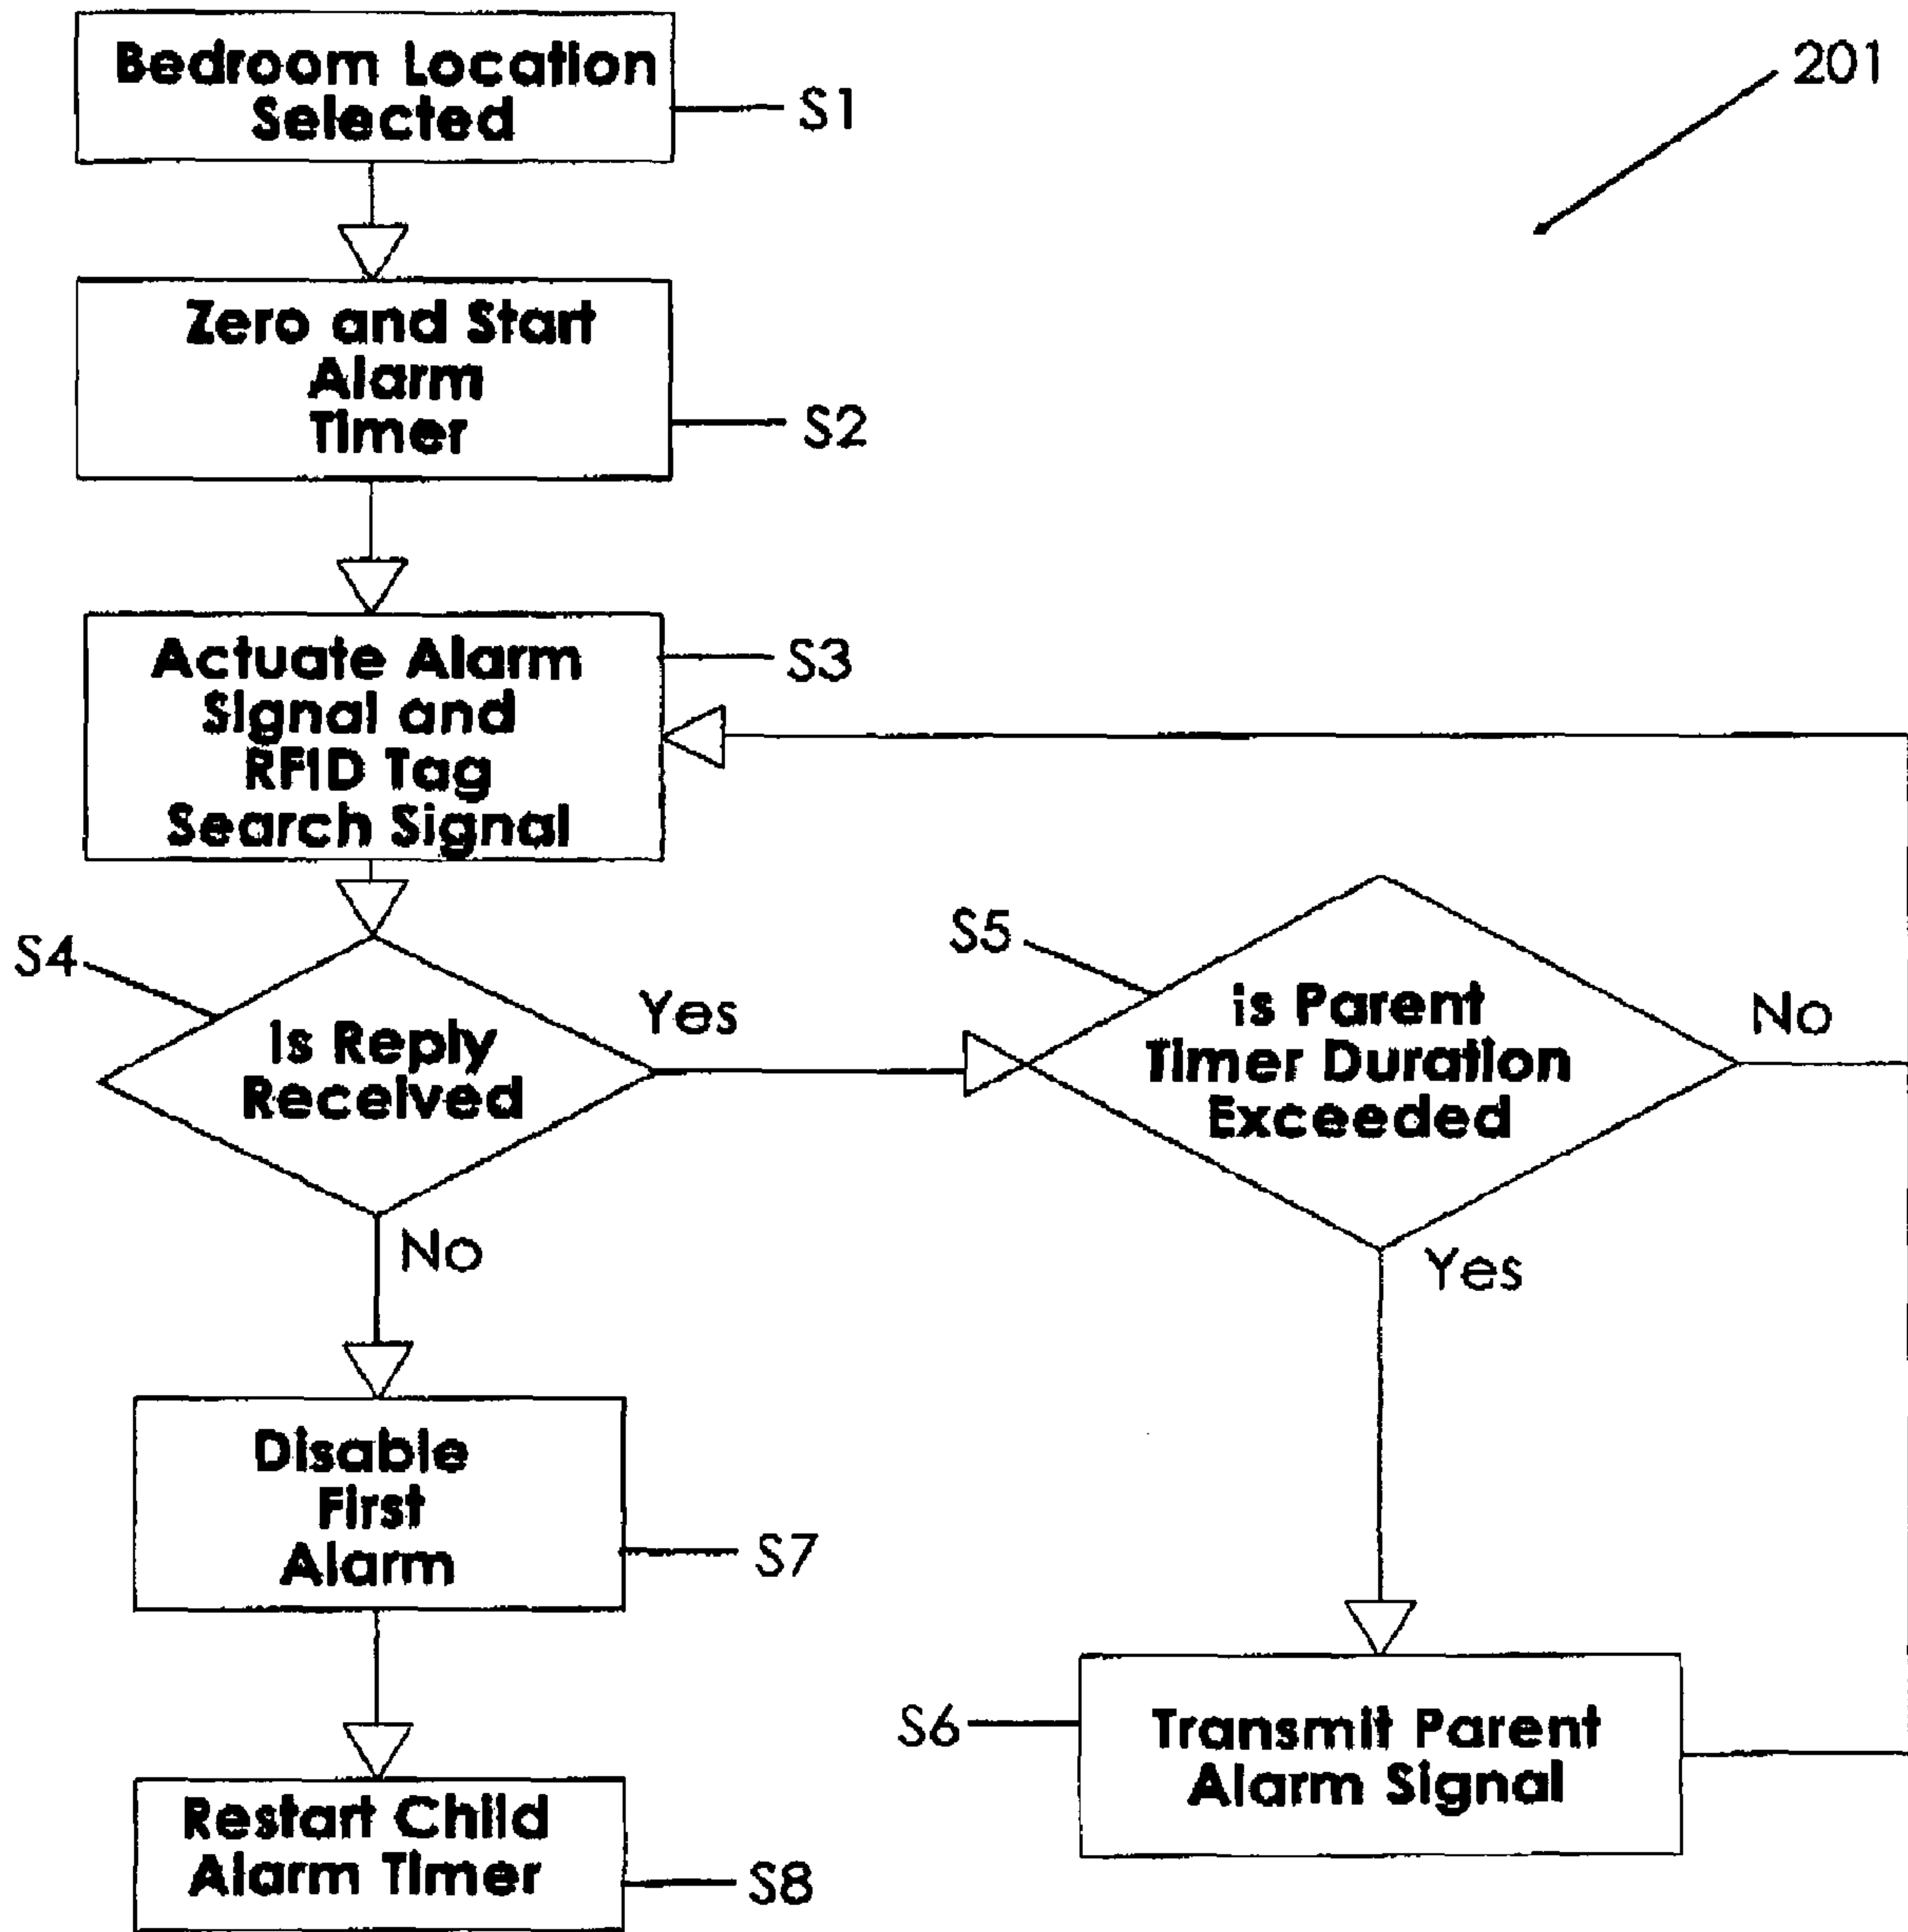 Bedroom Location
Selected
S1
201
Zero and Start
Alarm
Timer
S2
Actuate Alarm
Signal and
RFID Tag
Search Signal
S3
S4
Is Reply
Received
Yes
No
S5
is Parent
Timer Duration
Exceeded
No
Yes
Disable
First
Alarm
S7
S6
Transmit Parent
Alarm Signal
Restart Child
Alarm Timer
S8